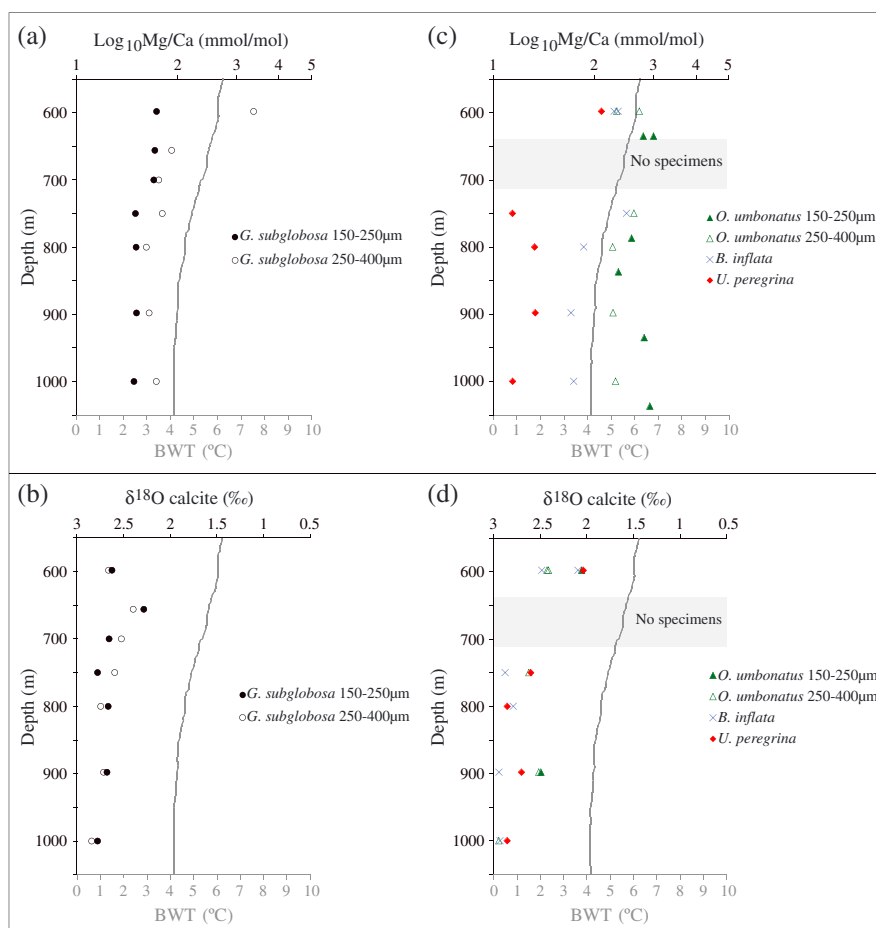 (a)
Log10Mg/Ca (mmol/mol)
1 2 3 4 5
600
700
800
900
1000
Depth (m)
G. subglobosa 150-250µm
G. subglobosa 250-400µm
0 1 2 3 4 5 6 7 8 9 10
BWT (ºC)
(c)
Log10Mg/Ca (mmol/mol)
1 2 3 4 5
600
700
800
900
1000
Depth (m)
No specimens
O. umbonatus 150-250µm
O. umbonatus 250-400µm
B. inflata
U. peregrina
0 1 2 3 4 5 6 7 8 9 10
BWT (ºC)
(b)
δ18O calcite (‰)
3 2.5 2 1.5 1 0.5
600
700
800
900
1000
Depth (m)
G. subglobosa 150-250µm
G. subglobosa 250-400µm
0 1 2 3 4 5 6 7 8 9 10
BWT (ºC)
(d)
δ18O calcite (‰)
3 2.5 2 1.5 1 0.5
600
700
800
900
1000
Depth (m)
No specimens
O. umbonatus 150-250µm
O. umbonatus 250-400µm
B. inflata
U. peregrina
0 1 2 3 4 5 6 7 8 9 10
BWT (ºC)